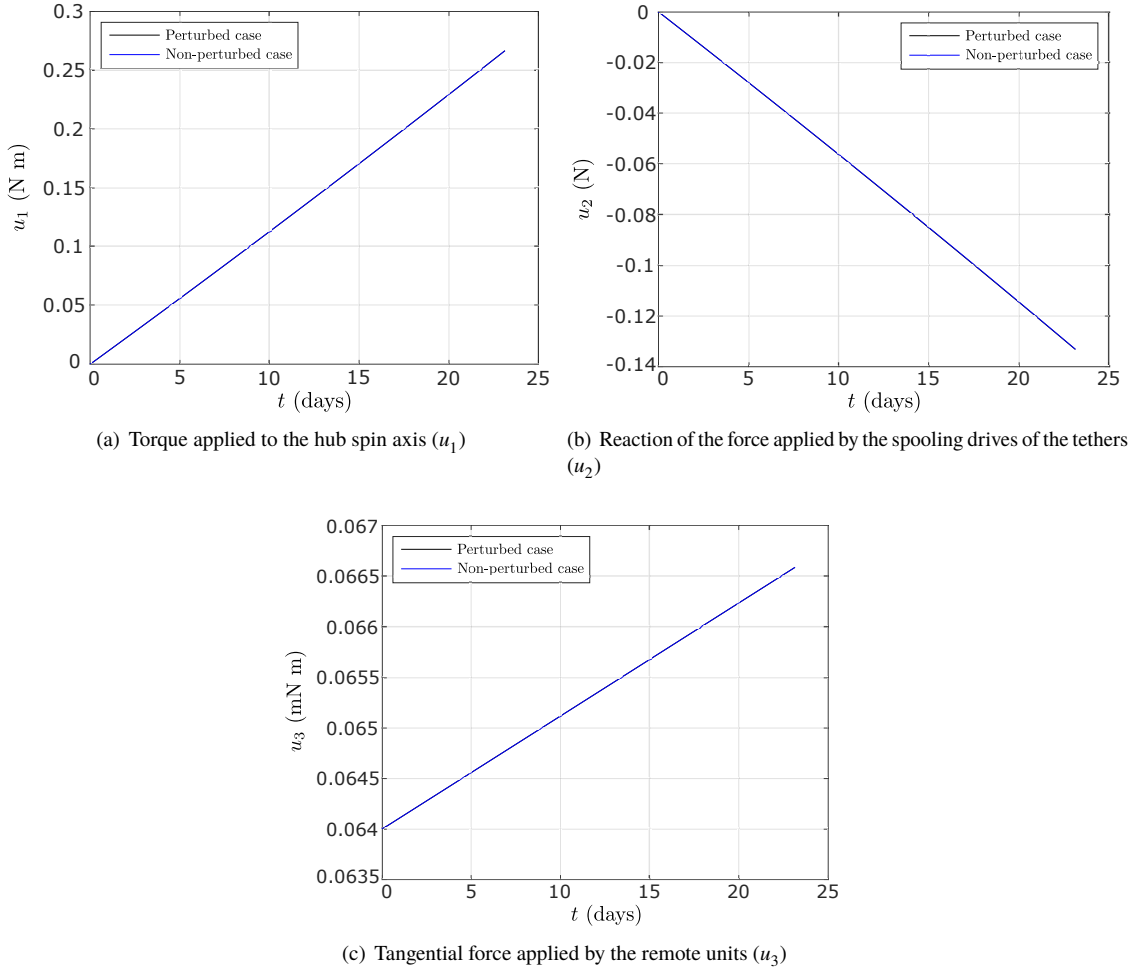 0.3
0.25
0.2
0.15
0.1
0.05
0
u1 (N m)
Perturbed case
Non-perturbed case
0 5 10 15 20 25
t (days)
(a) Torque applied to the hub spin axis (u1)
0
-0.02
-0.04
-0.06
-0.08
-0.1
-0.12
-0.14
u2 (N)
Perturbed case
Non-perturbed case
0 5 10 15 20 25
t (days)
(b) Reaction of the force applied by the spooling drives of the tethers
(u2)
0.067
0.0665
0.066
0.0655
0.065
0.0645
0.064
0.0635
u3 (mN m)
Perturbed case
Non-perturbed case
0 5 10 15 20 25
t (days)
(c) Tangential force applied by the remote units (u3)